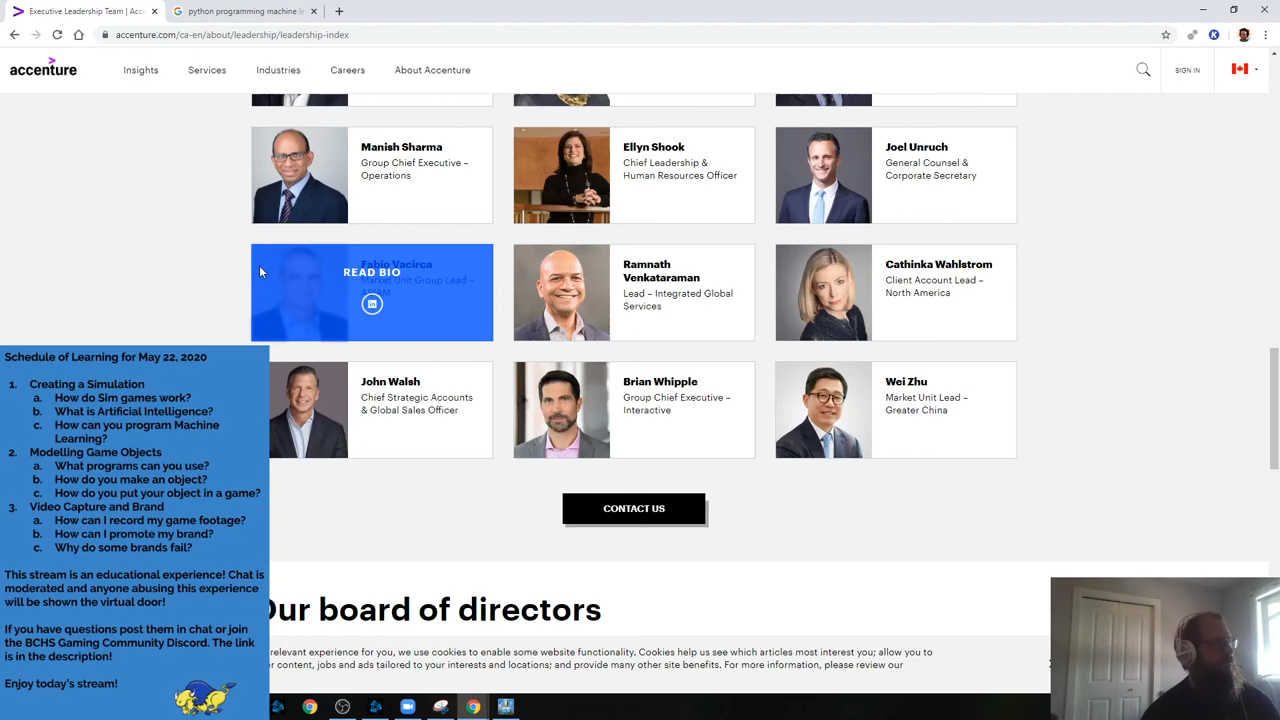 Executive Leadership Team | Acc
python programming machine le
accenture.com/ca-en/about/leadership/leadership-index
accenture
Insights
Services
Industries
Careers
About Accenture
SIGN IN
Manish Sharma
Group Chief Executive –
Operations
Ellyn Shook
Chief Leadership &
Human Resources Officer
Joel Unruch
General Counsel &
Corporate Secretary
Fabio Vacirca
READ BIO
Market Unit Group Lead –
Ramnath
Venkataraman
Lead – Integrated Global
Services
Cathinka Wahlstrom
Client Account Lead –
North America
John Walsh
Chief Strategic Accounts
& Global Sales Officer
Brian Whipple
Group Chief Executive –
Interactive
Wei Zhu
Market Unit Lead –
Greater China
CONTACT US
Our board of directors
relevant experience for you, we use cookies to enable some website functionality. Cookies help us see which articles most interest you; allow you
er content, jobs and ads tailored to your interests and locations; and provide many other site benefits. For more information, please review our
Schedule of Learning for May 22, 2020
1. Creating a Simulation
a. How do Sim games work?
b. What is Artificial Intelligence?
c. How can you program Machine
Learning?
2. Modelling Game Objects
a. What programs can you use?
b. How do you make an object?
c. How do you put your object in a game?
3. Video Capture and Brand
a. How can I record my game footage?
b. How can I promote my brand?
c. Why do some brands fail?
This stream is an educational experience! Chat is
moderated and anyone abusing this experience
will be shown the virtual door!
If you have questions post them in chat or join
the BCHS Gaming Community Discord. The link
is in the description!
Enjoy today's stream!